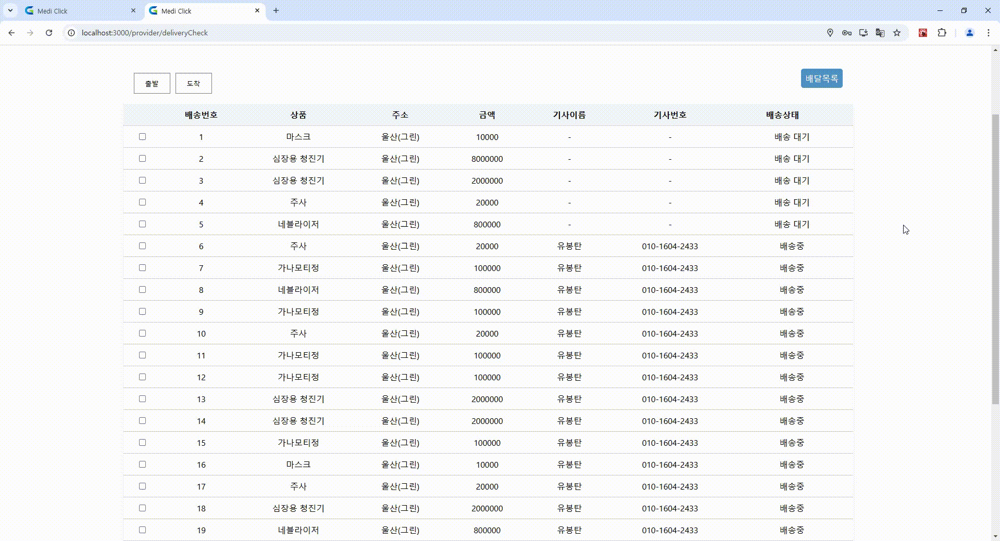 Medi Click
Medi Click
localhost:3000/provider/deliveryCheck
출발 도착 배달목록
배송번호 상품 주소 금액 기사이름 기사번호 배송상태
1 마스크 울산(그린) 10000 - - 배송 대기
2 심장용 청진기 울산(그린) 8000000 - - 배송 대기
3 심장용 청진기 울산(그린) 2000000 - - 배송 대기
4 주사 울산(그린) 20000 - - 배송 대기
5 네블라이저 울산(그린) 800000 - - 배송 대기
6 주사 울산(그린) 20000 유봉탄 010-1604-2433 배송중
7 가나모티정 울산(그린) 100000 유봉탄 010-1604-2433 배송중
8 네블라이저 울산(그린) 800000 유봉탄 010-1604-2433 배송중
9 가나모티정 울산(그린) 100000 유봉탄 010-1604-2433 배송중
10 주사 울산(그린) 20000 유봉탄 010-1604-2433 배송중
11 가나모티정 울산(그린) 100000 유봉탄 010-1604-2433 배송중
12 가나모티정 울산(그린) 100000 유봉탄 010-1604-2433 배송중
13 심장용 청진기 울산(그린) 2000000 유봉탄 010-1604-2433 배송중
14 심장용 청진기 울산(그린) 2000000 유봉탄 010-1604-2433 배송중
15 가나모티정 울산(그린) 100000 유봉탄 010-1604-2433 배송중
16 마스크 울산(그린) 10000 유봉탄 010-1604-2433 배송중
17 주사 울산(그린) 20000 유봉탄 010-1604-2433 배송중
18 심장용 청진기 울산(그린) 2000000 유봉탄 010-1604-2433 배송중
19 네블라이저 울산(그린) 800000 유봉탄 010-1604-2433 배송중